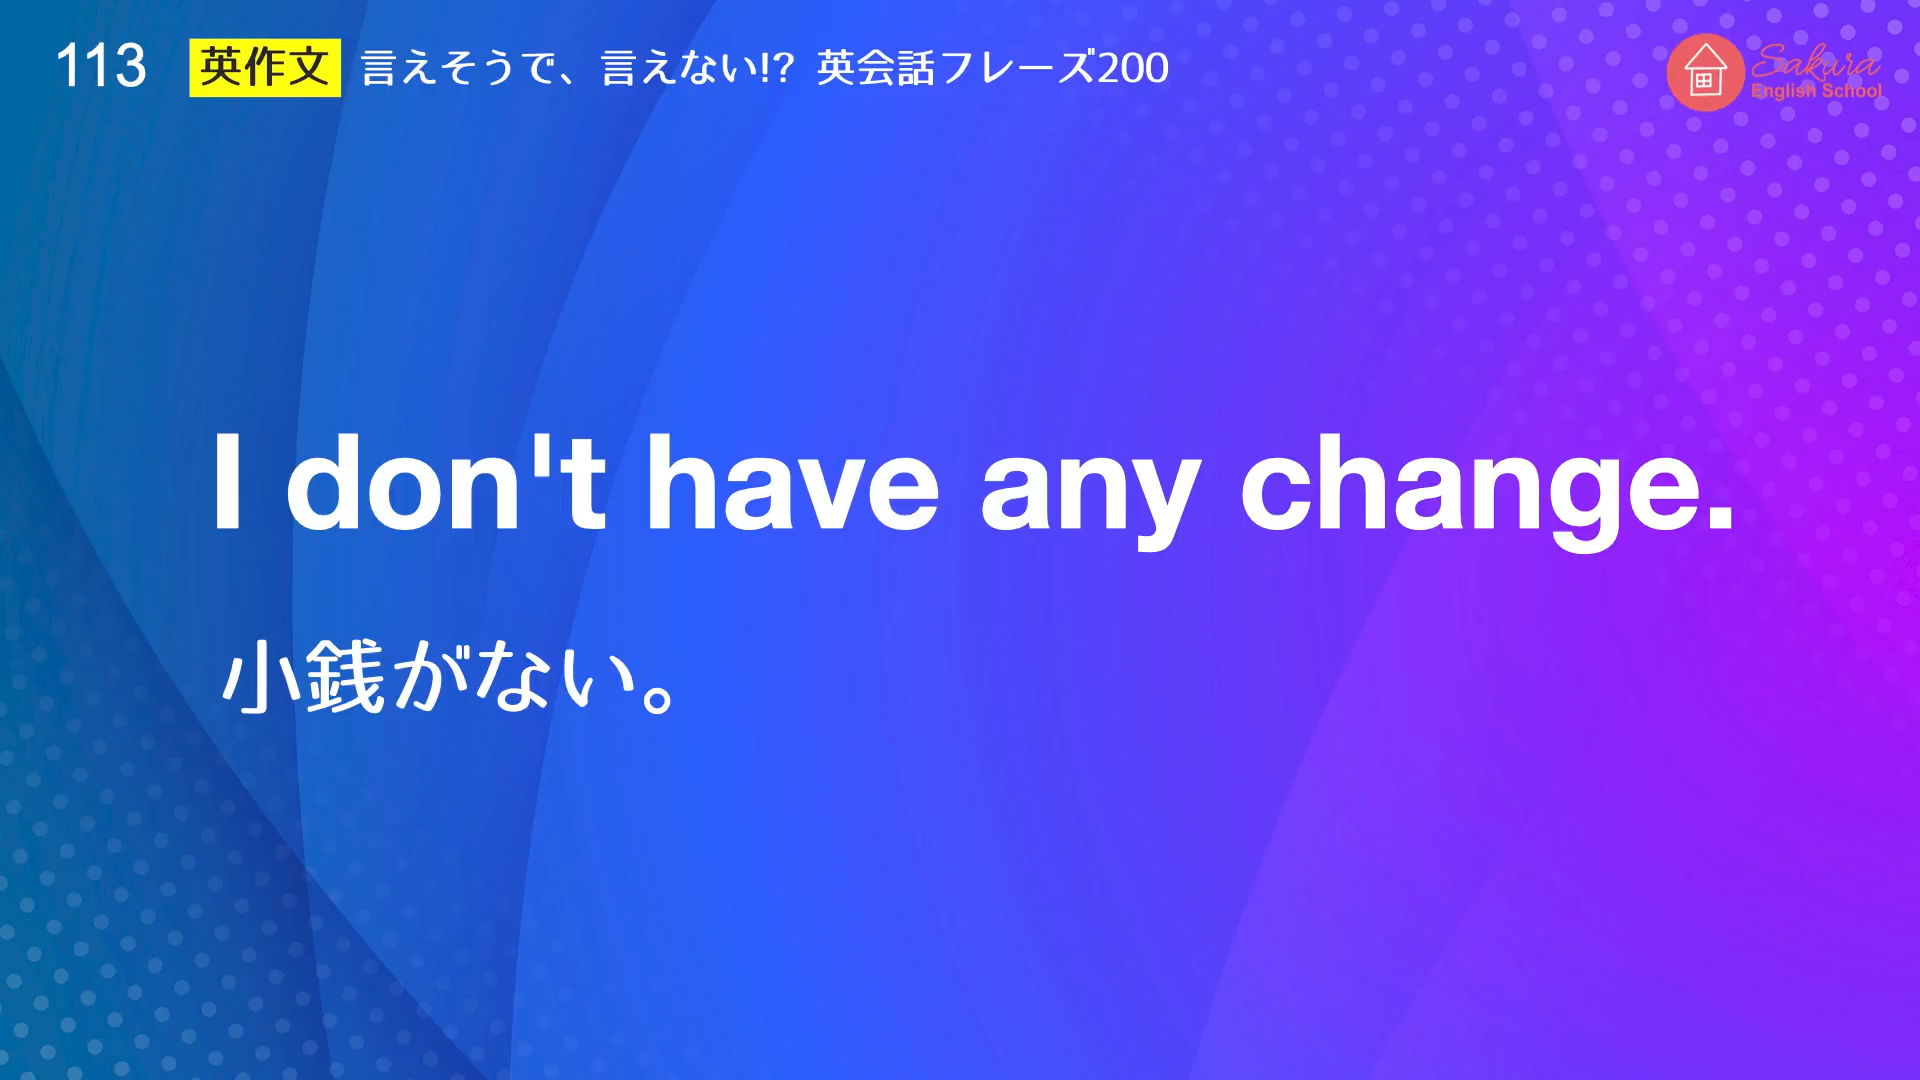 113 英作文 言えそうで、言えない!? 英会話フレーズ200
Sakura
English School
I don't have any change.
小銭がない。